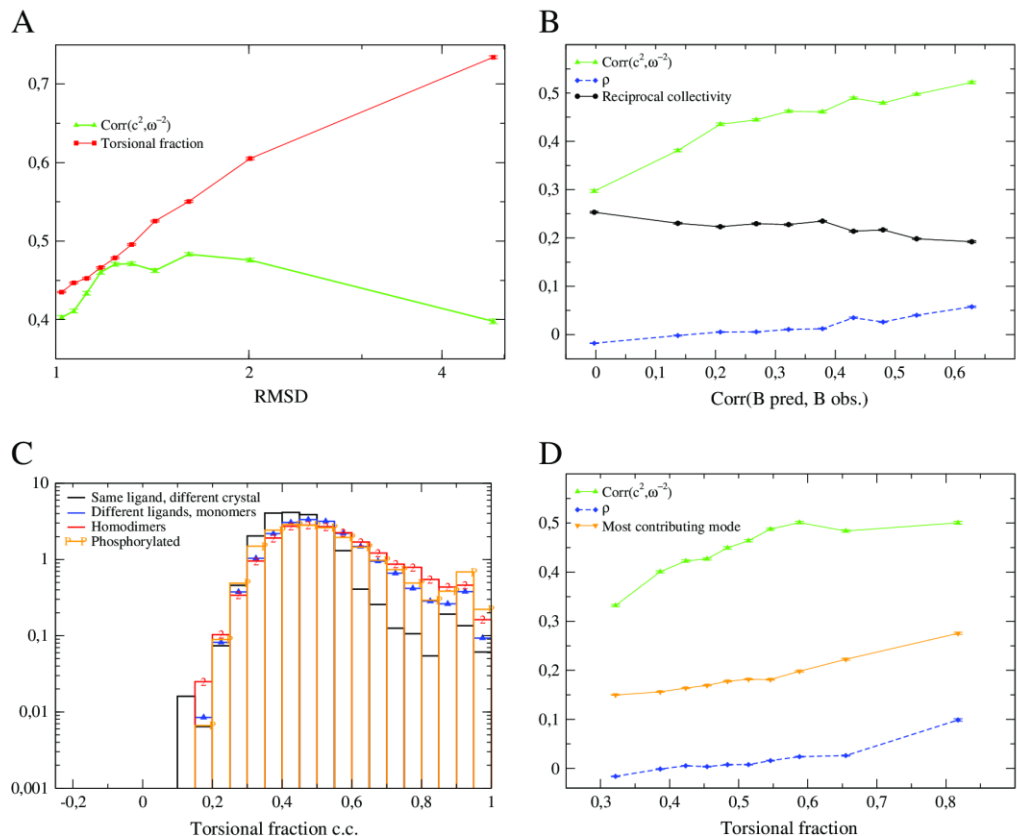 A
0,7
0,6
0,5
0,4
Corr(c²,ω⁻²)
Torsional fraction
1
2
4
RMSD
B
Corr(c²,ω⁻²)
ρ
Reciprocal collectivity
0,5
0,4
0,3
0,2
0,1
0
0
0,1
0,2
0,3
0,4
0,5
0,6
Corr(B pred, B obs.)
C
10
1
0,1
0,01
0,001
Same ligand, different crystal
Different ligands, monomers
2 Homodimers
P Phosphorylated
-0,2
0
0,2
0,4
0,6
0,8
1
Torsional fraction c.c.
D
Corr(c²,ω⁻²)
ρ
Most contributing mode
0,5
0,4
0,3
0,2
0,1
0
0,3
0,4
0,5
0,6
0,7
0,8
Torsional fraction